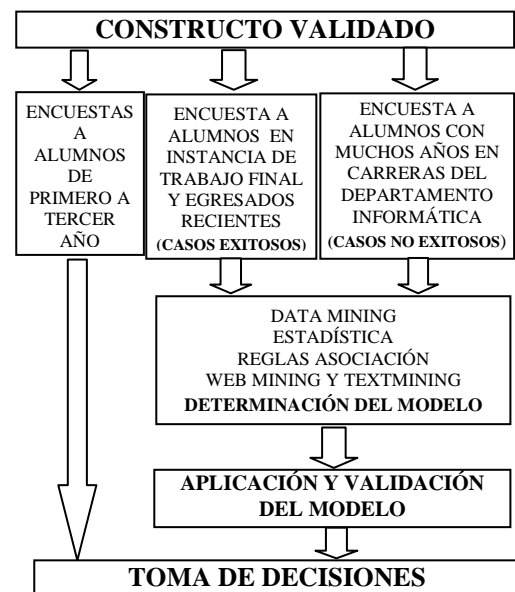 CONSTRUCTO VALIDADO
ENCUESTAS
A
ALUMNOS
DE
PRIMERO A
TERCER
AÑO
ENCUESTA A
ALUMNOS EN
INSTANCIA DE
TRABAJO FINAL
Y EGRESADOS
RECIENTES
(CASOS EXITOSOS)
ENCUESTA A
ALUMNOS CON
MUCHOS AÑOS EN
CARRERAS DEL
DEPARTAMENTO
INFORMÁTICA
(CASOS NO EXITOSOS)
DATA MINING
ESTADÍSTICA
REGLAS ASOCIACIÓN
WEB MINING Y TEXTMINING
DETERMINACIÓN DEL MODELO
APLICACIÓN Y VALIDACIÓN
DEL MODELO
TOMA DE DECISIONES